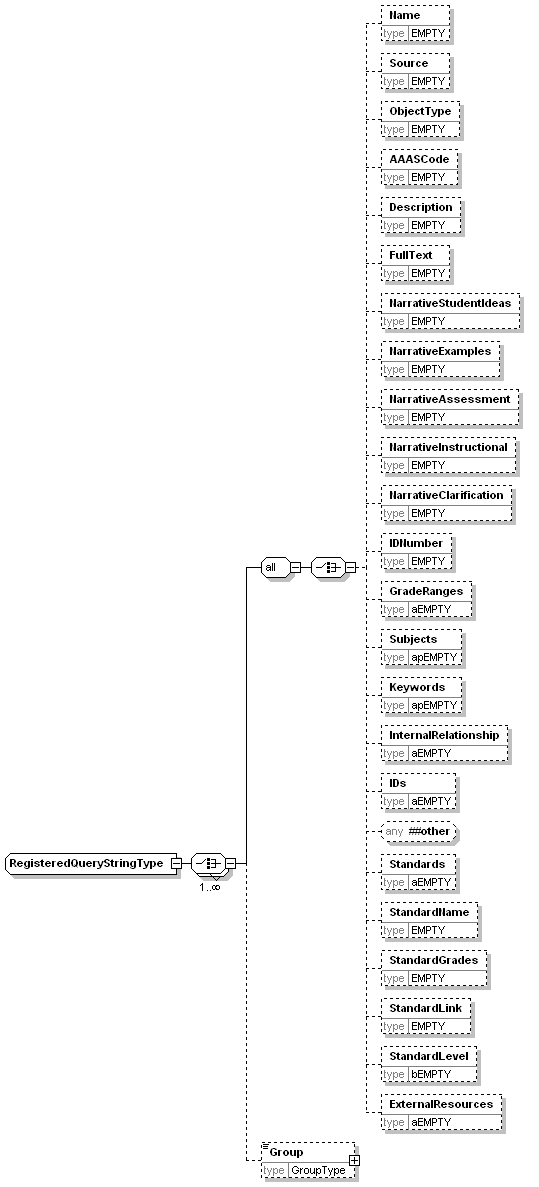 Name
type EMPTY
Source
type EMPTY
ObjectType
type EMPTY
AAASCode
type EMPTY
Description
type EMPTY
FullText
type EMPTY
NarrativeStudentIdeas
type EMPTY
NarrativeExamples
type EMPTY
NarrativeAssessment
type EMPTY
NarrativeInstructional
type EMPTY
NarrativeClarification
type EMPTY
IDNumber
type EMPTY
all
GradeRanges
type aEMPTY
Subjects
type apEMPTY
Keywords
type apEMPTY
InternalRelationship
type aEMPTY
IDs
type aEMPTY
any ##other
RegisteredQueryStringType
1..∞
Standards
type aEMPTY
StandardName
type EMPTY
StandardGrades
type EMPTY
StandardLink
type EMPTY
StandardLevel
type bEMPTY
ExternalResources
type aEMPTY
Group
type GroupType